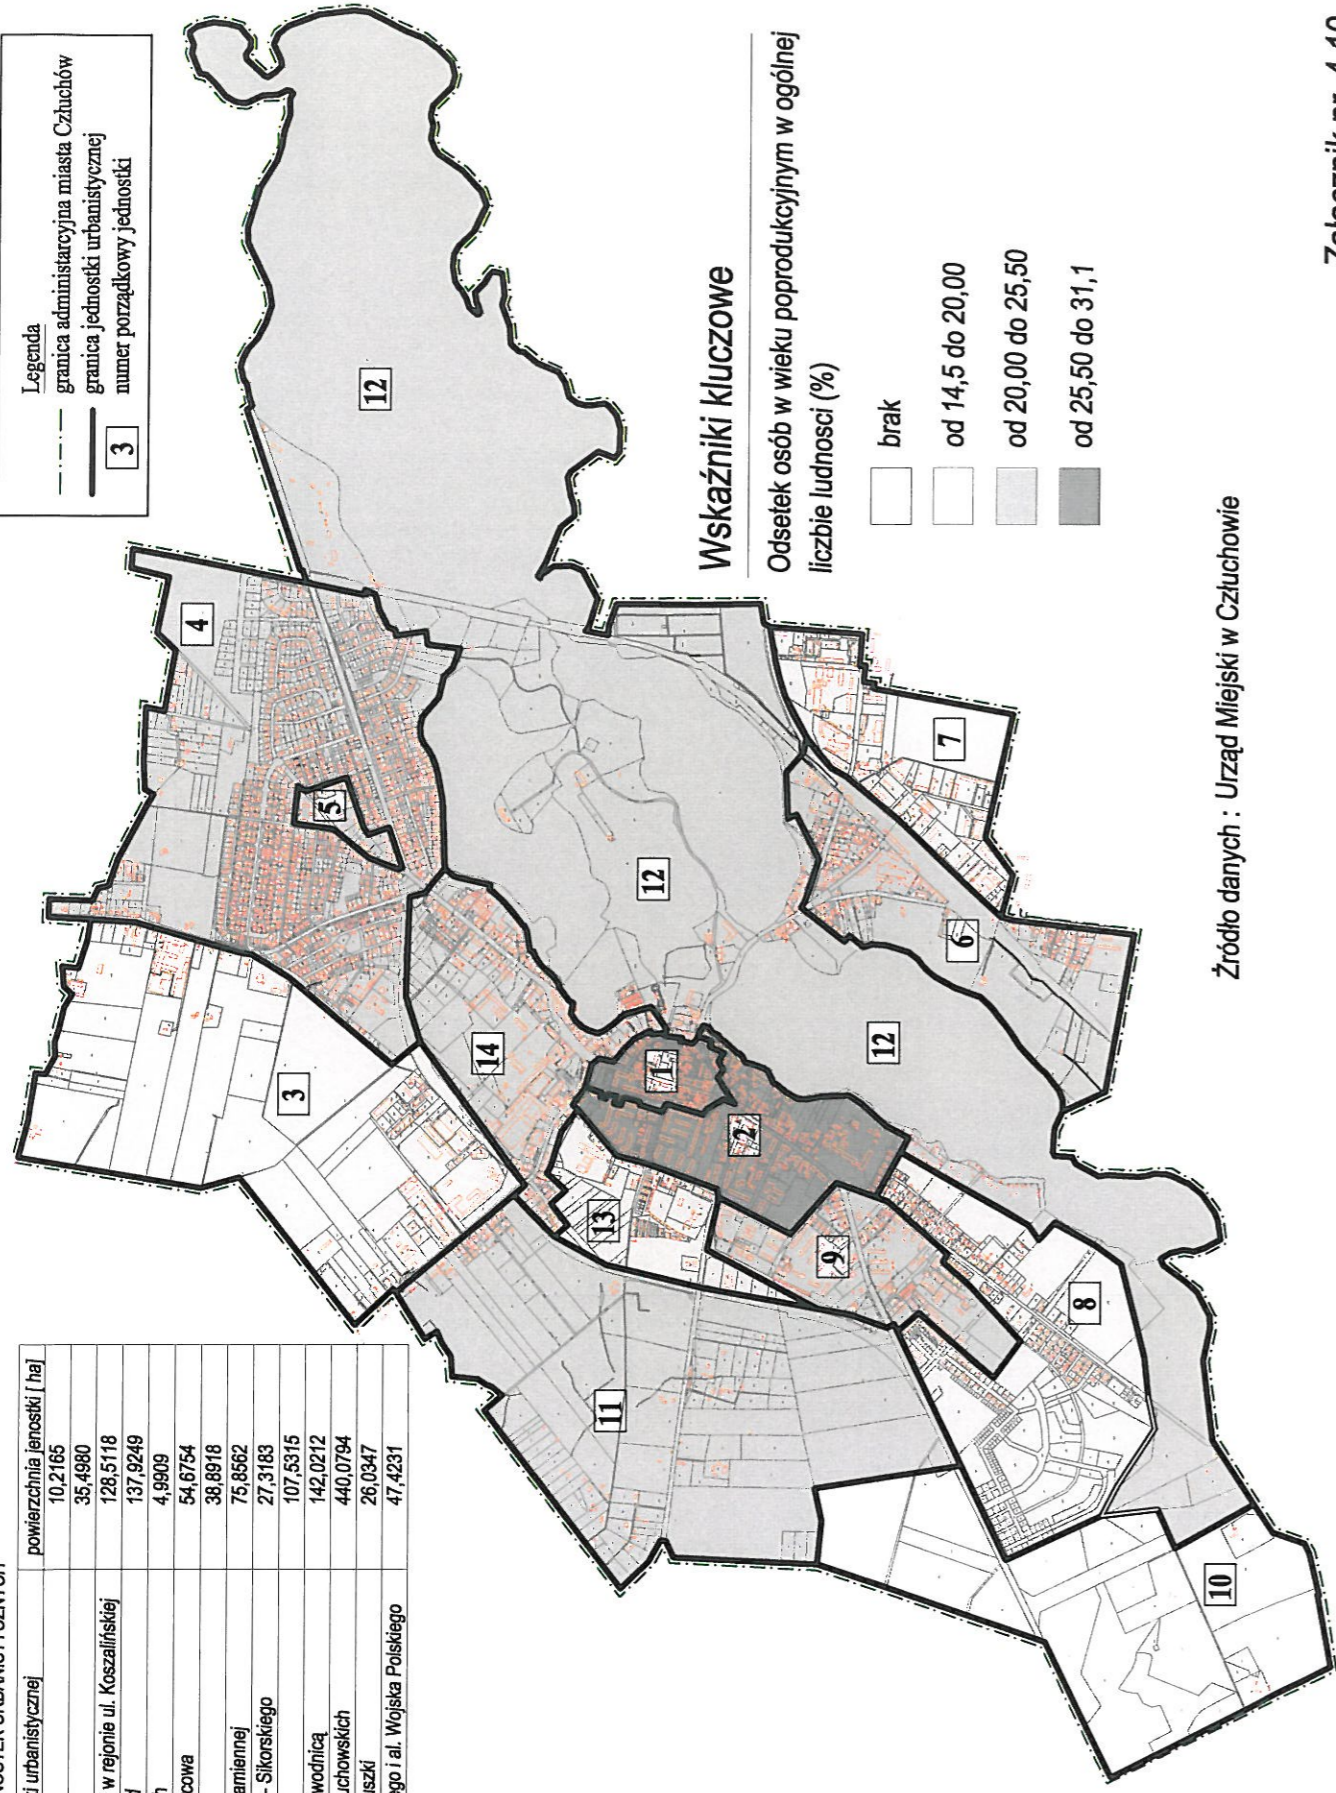 Legenda
granica administarcyjna miasta Człuchów
granica jednostki urbanistycznej
3 numer porządkowy jednostki
i urbanistycznej powierzchnia jenostki [ ha]
10,2165
35,4980
w rejonie ul. Koszalińskiej 128,5118
137,9249
4,9909
cowa 54,6754
38,8918
amiennej 75,8562
- Sikorskiego 27,3183
107,5315
wodnicą 142,0212
uchowskich 440,0794
uszki 26,0347
ego i al. Wojska Polskiego 47,4231
4
12
5
3
14
12
7
1
6
2
12
13
9
8
11
10
Wskaźniki kluczowe
Odsetek osób w wieku poprodukcyjnym w ogólnej
liczbie ludnosci (%)
brak
od 14,5 do 20,00
od 20,00 do 25,50
od 25,50 do 31,1
Źródło danych : Urząd Miejski w Człuchowie